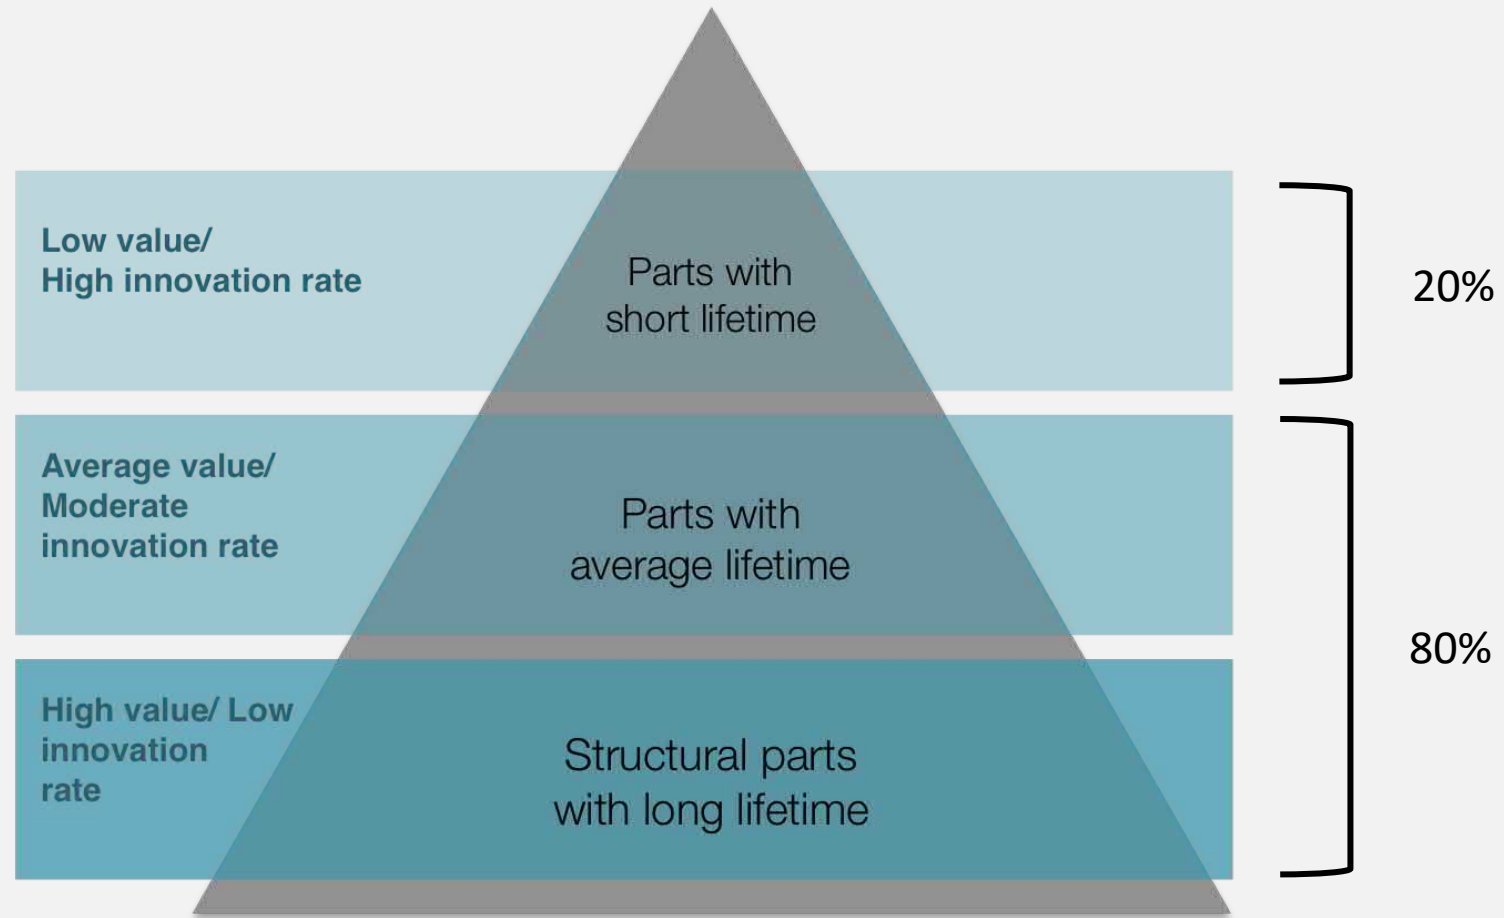 Low value/
High innovation rate
Parts with
short lifetime
20%
Average value/
Moderate
innovation rate
Parts with
average lifetime
80%
High value/ Low
innovation
rate
Structural parts
with long lifetime